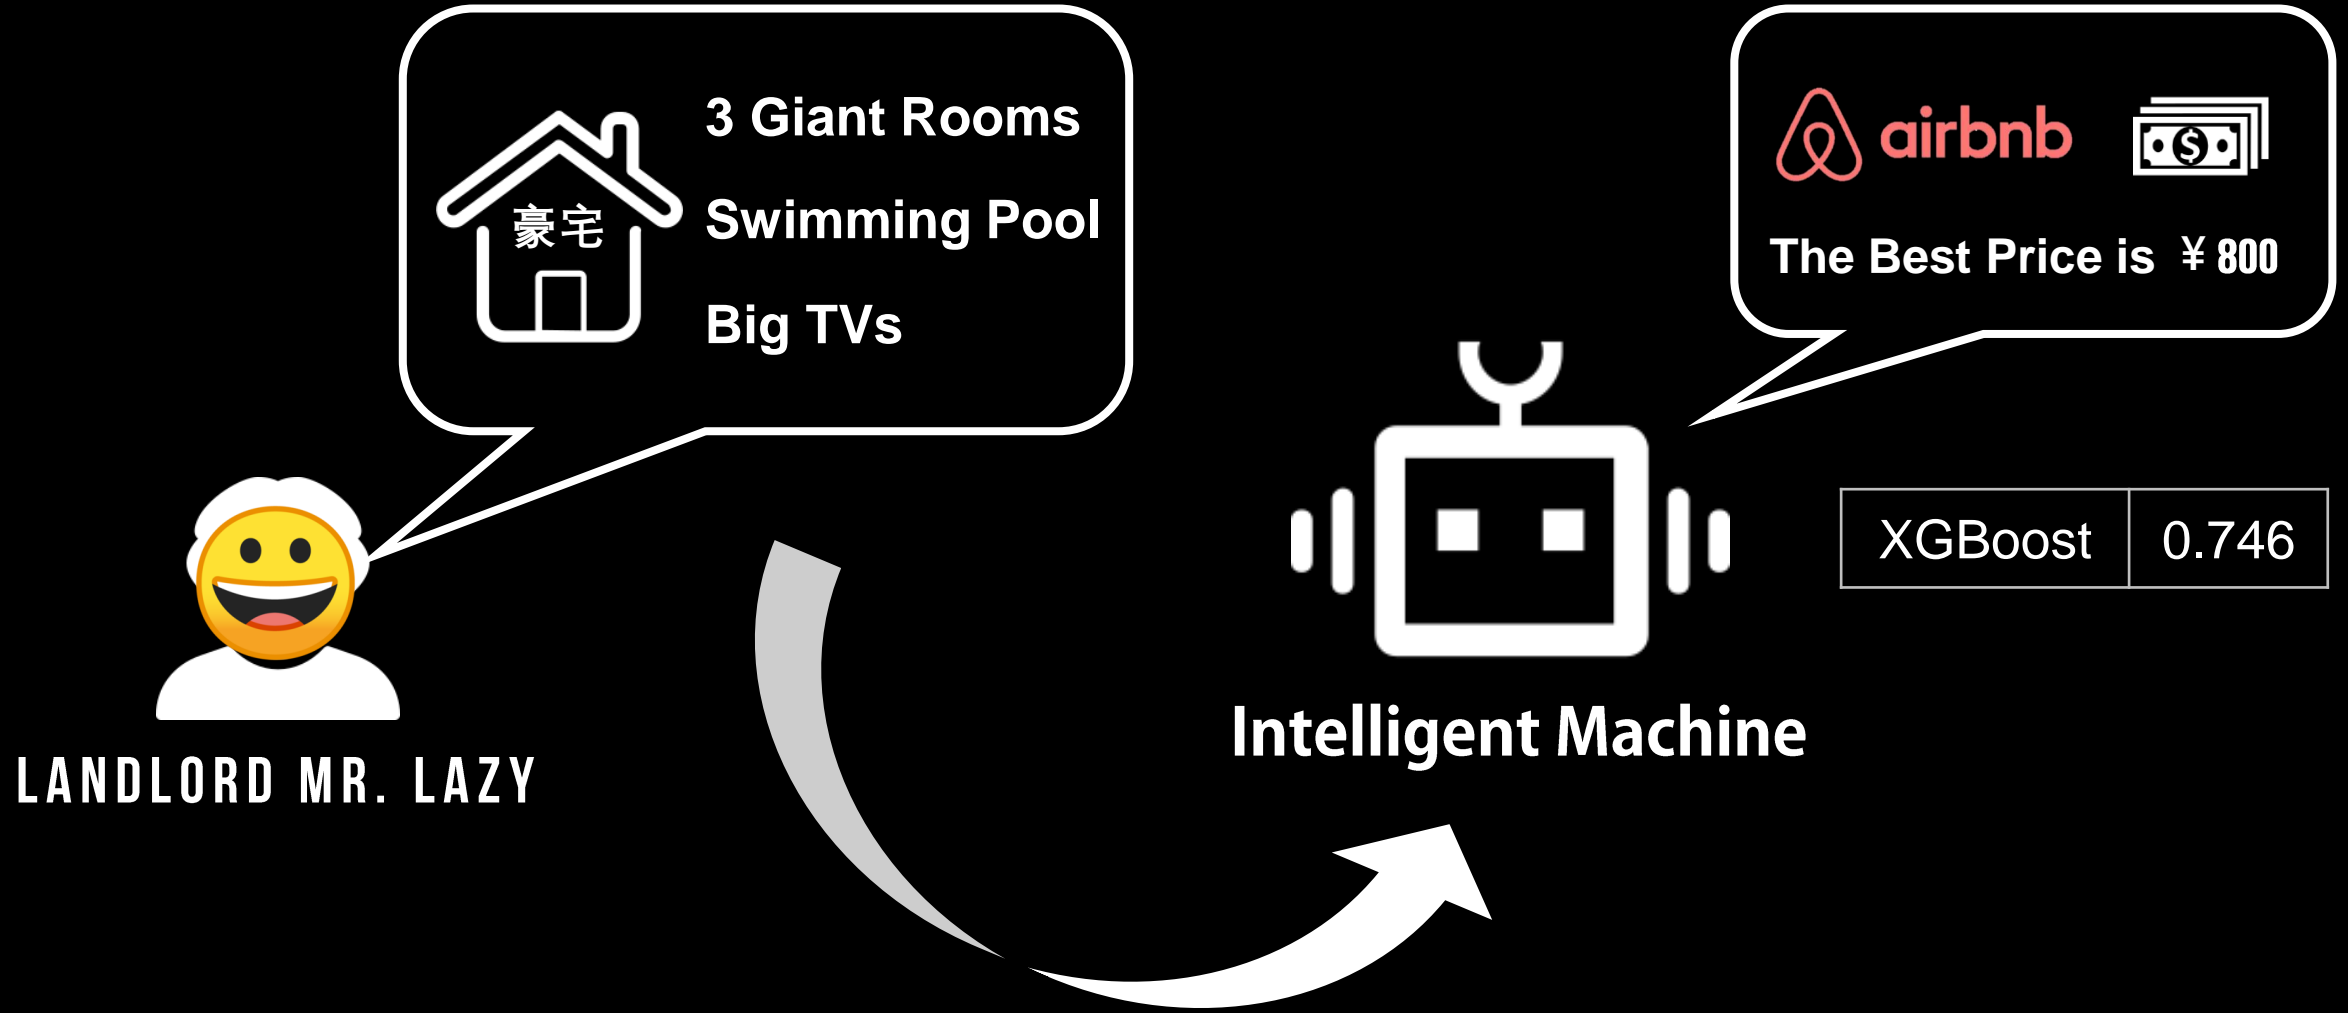 豪宅
3 Giant Rooms
Swimming Pool
Big TVs
LANDLORD MR. LAZY
airbnb
$
The Best Price is ￥800
XGBoost 0.746
Intelligent Machine